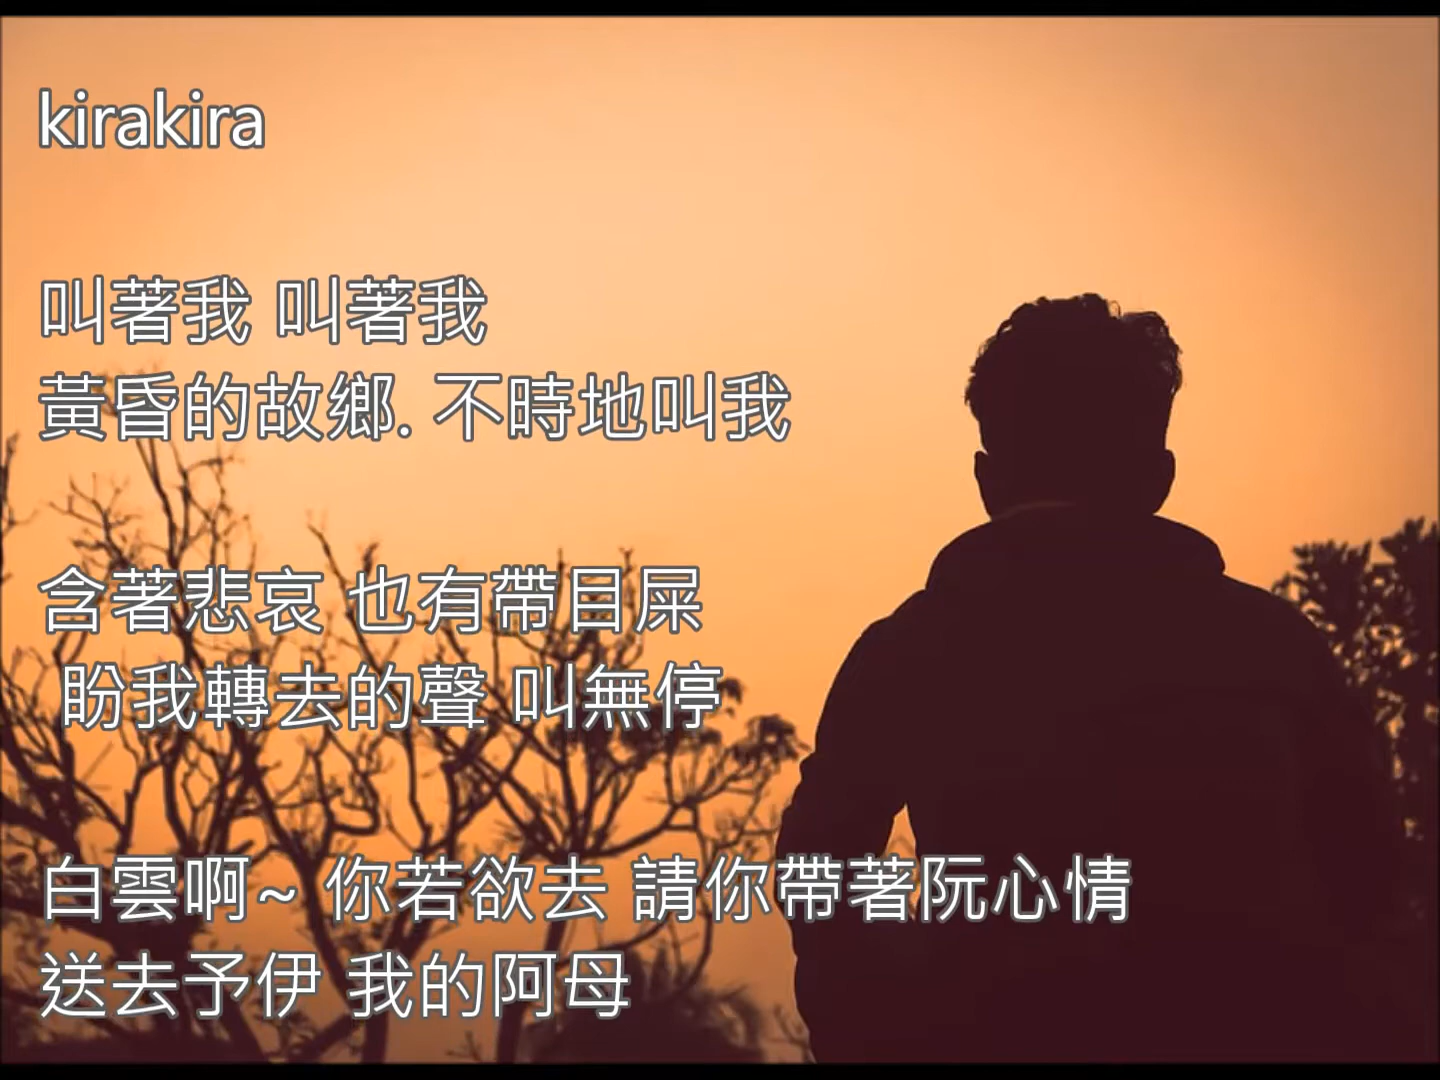 kirakira
叫著我 叫著我
黃昏的故鄉. 不時地叫我
含著悲哀 也有帶目屎
盼我轉去的聲 叫無停
白雲啊~ 你若欲去 請你帶著阮心情
送去予伊 我的阿母